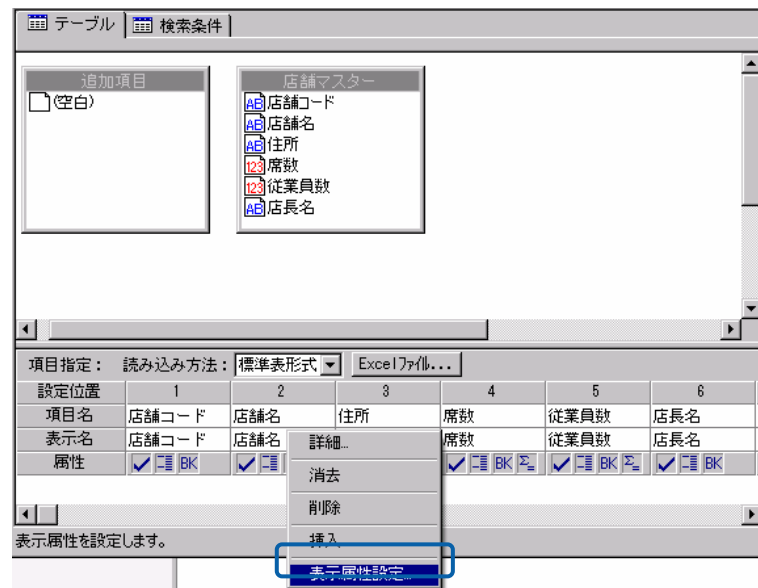 テーブル 検索条件
追加項目 店舗マスター
(空白)
AB 店舗コード
AB 店舗名
AB 住所
123 席数
123 従業員数
AB 店長名
項目指定： 読み込み方法： 標準表形式 Excelファイル...
設定位置 1 2 3 4 5 6
項目名 店舗コード 店舗名 住所 席数 従業員数 店長名
表示名 店舗コード 店舗名 席数 従業員数 店長名
属性 BK BK Σ BK Σ BK
詳細...
消去
削除
挿入
表示属性設定...
表示属性を設定します。